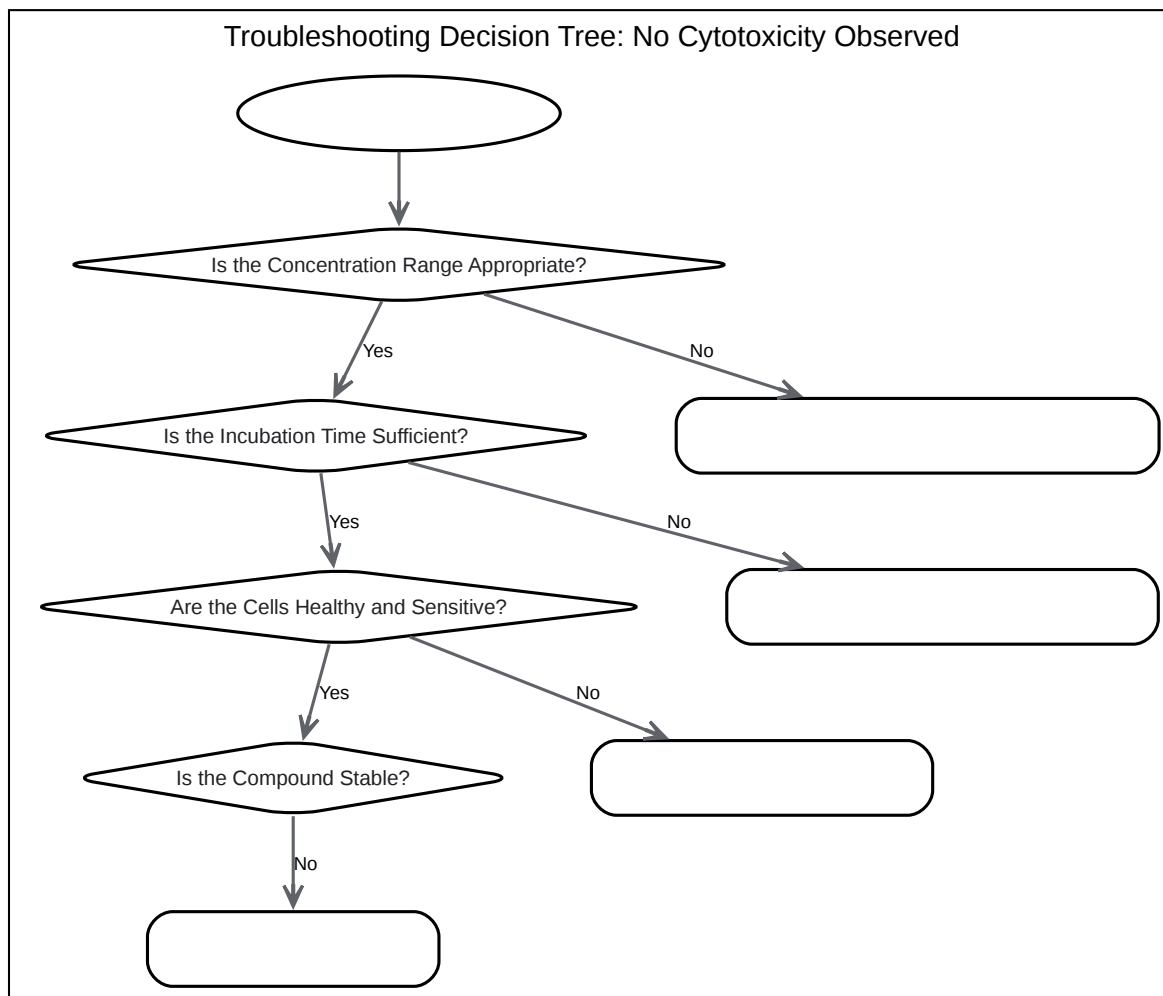 Troubleshooting Decision Tree: No Cytotoxicity Observed
Is the Concentration Range Appropriate?
Yes
No
Is the Incubation Time Sufficient?
Yes
No
Are the Cells Healthy and Sensitive?
Yes
No
Is the Compound Stable?
No